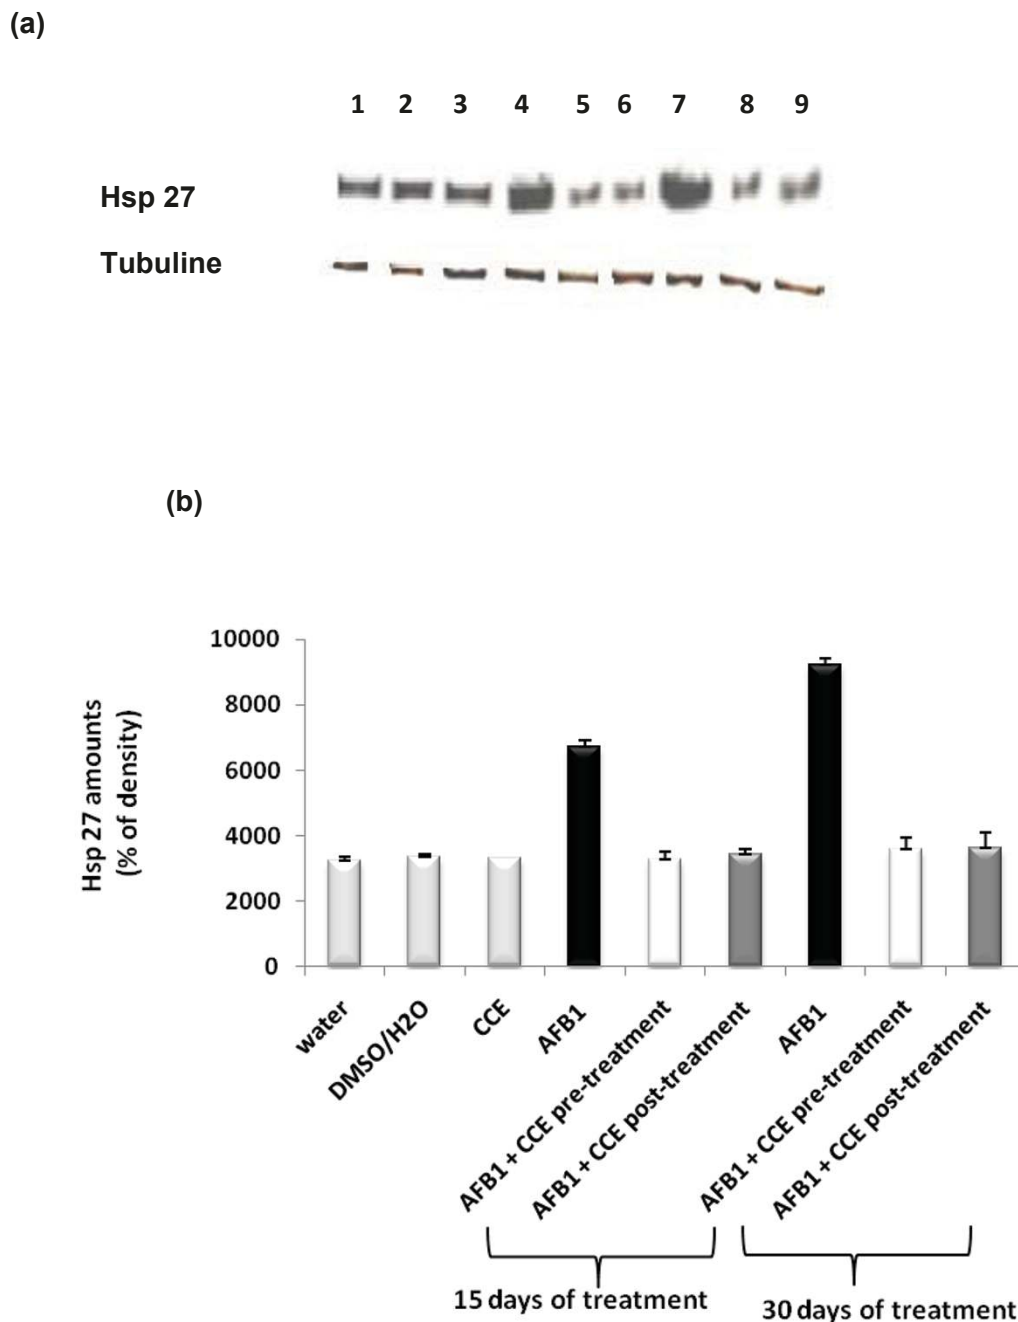 (a)
1 2 3 4 5 6 7 8 9
Hsp 27
Tubuline
(b)
Hsp 27 amounts
(% of density)
10000
8000
6000
4000
2000
0
water
DMSO/H2O
CCE
AFB1
AFB1 + CCE pre-treatment
AFB1 + CCE post-treatment
AFB1
AFB1 + CCE pre-treatment
AFB1 + CCE post-treatment
15 days of treatment
30 days of treatment